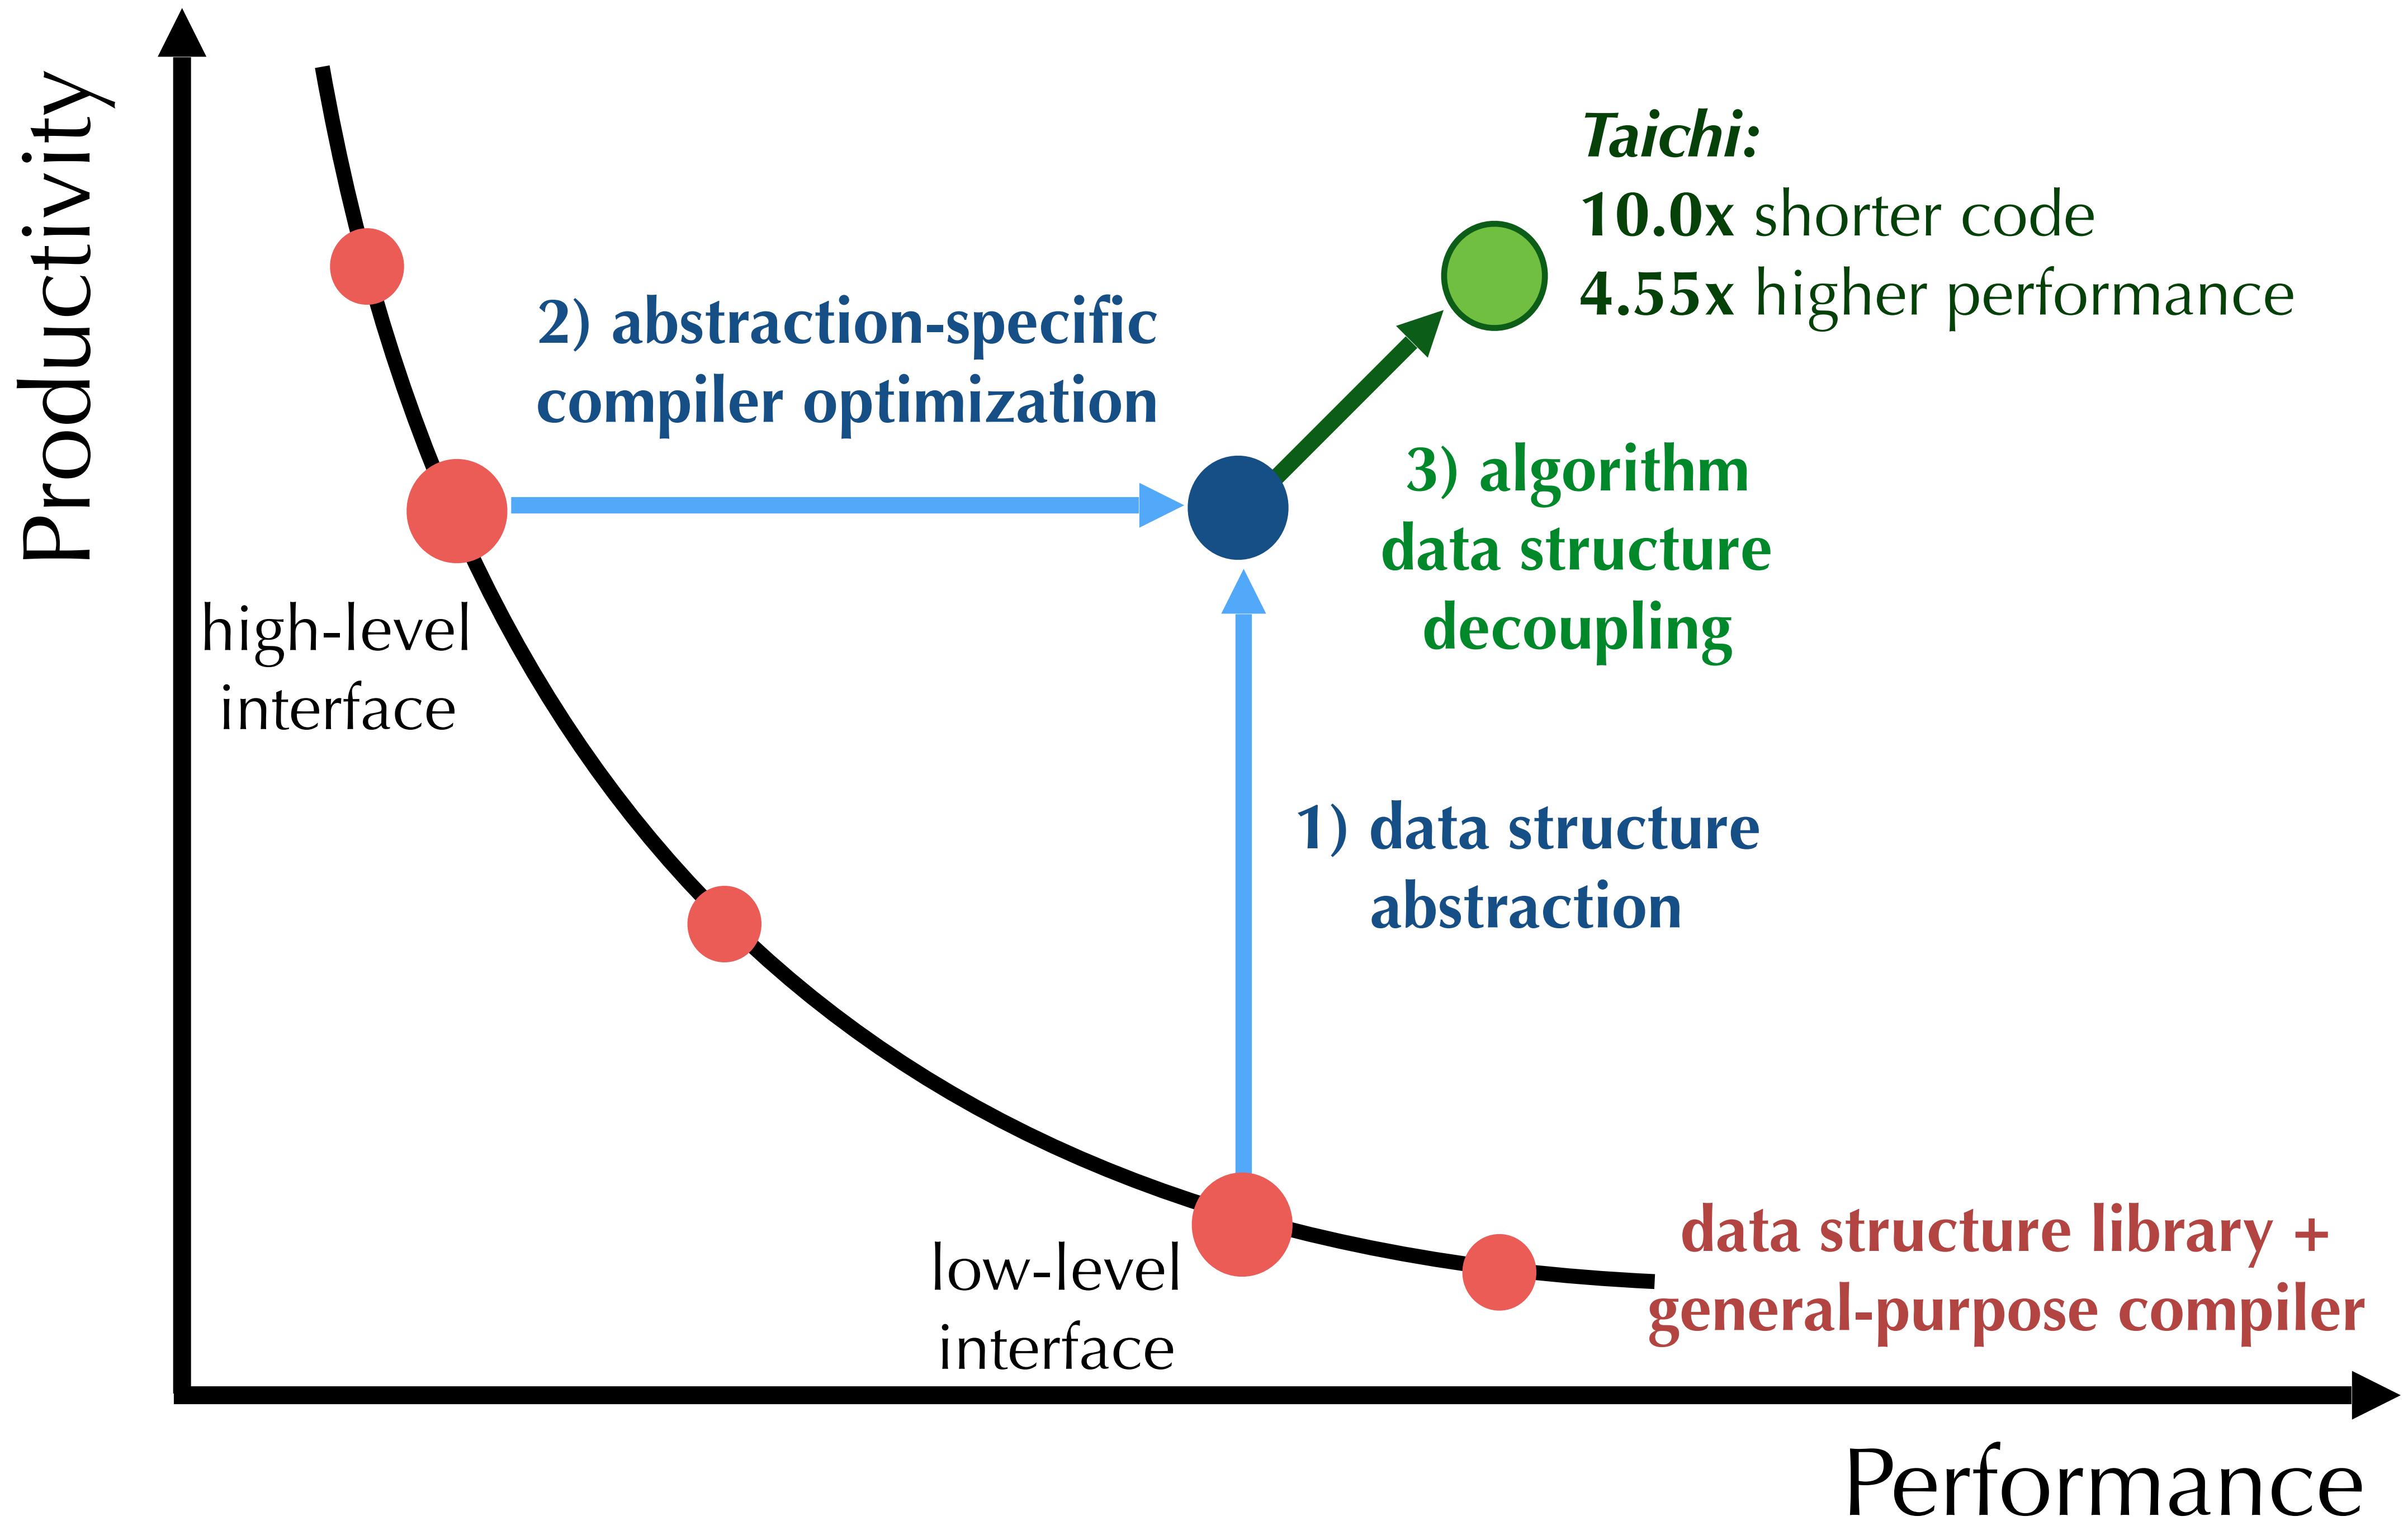 Productivity
Taichi:
10.0x shorter code
4.55x higher performance
2) abstraction-specific
compiler optimization
3) algorithm
data structure
decoupling
high-level
interface
1) data structure
abstraction
low-level
interface
data structure library +
general-purpose compiler
Performance